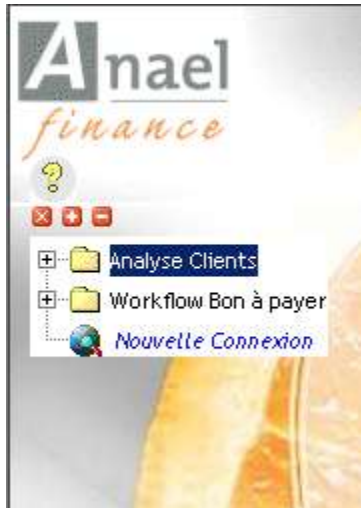 Anael
finance
?
Analyse Clients
Workflow Bon à payer
Nouvelle Connexion